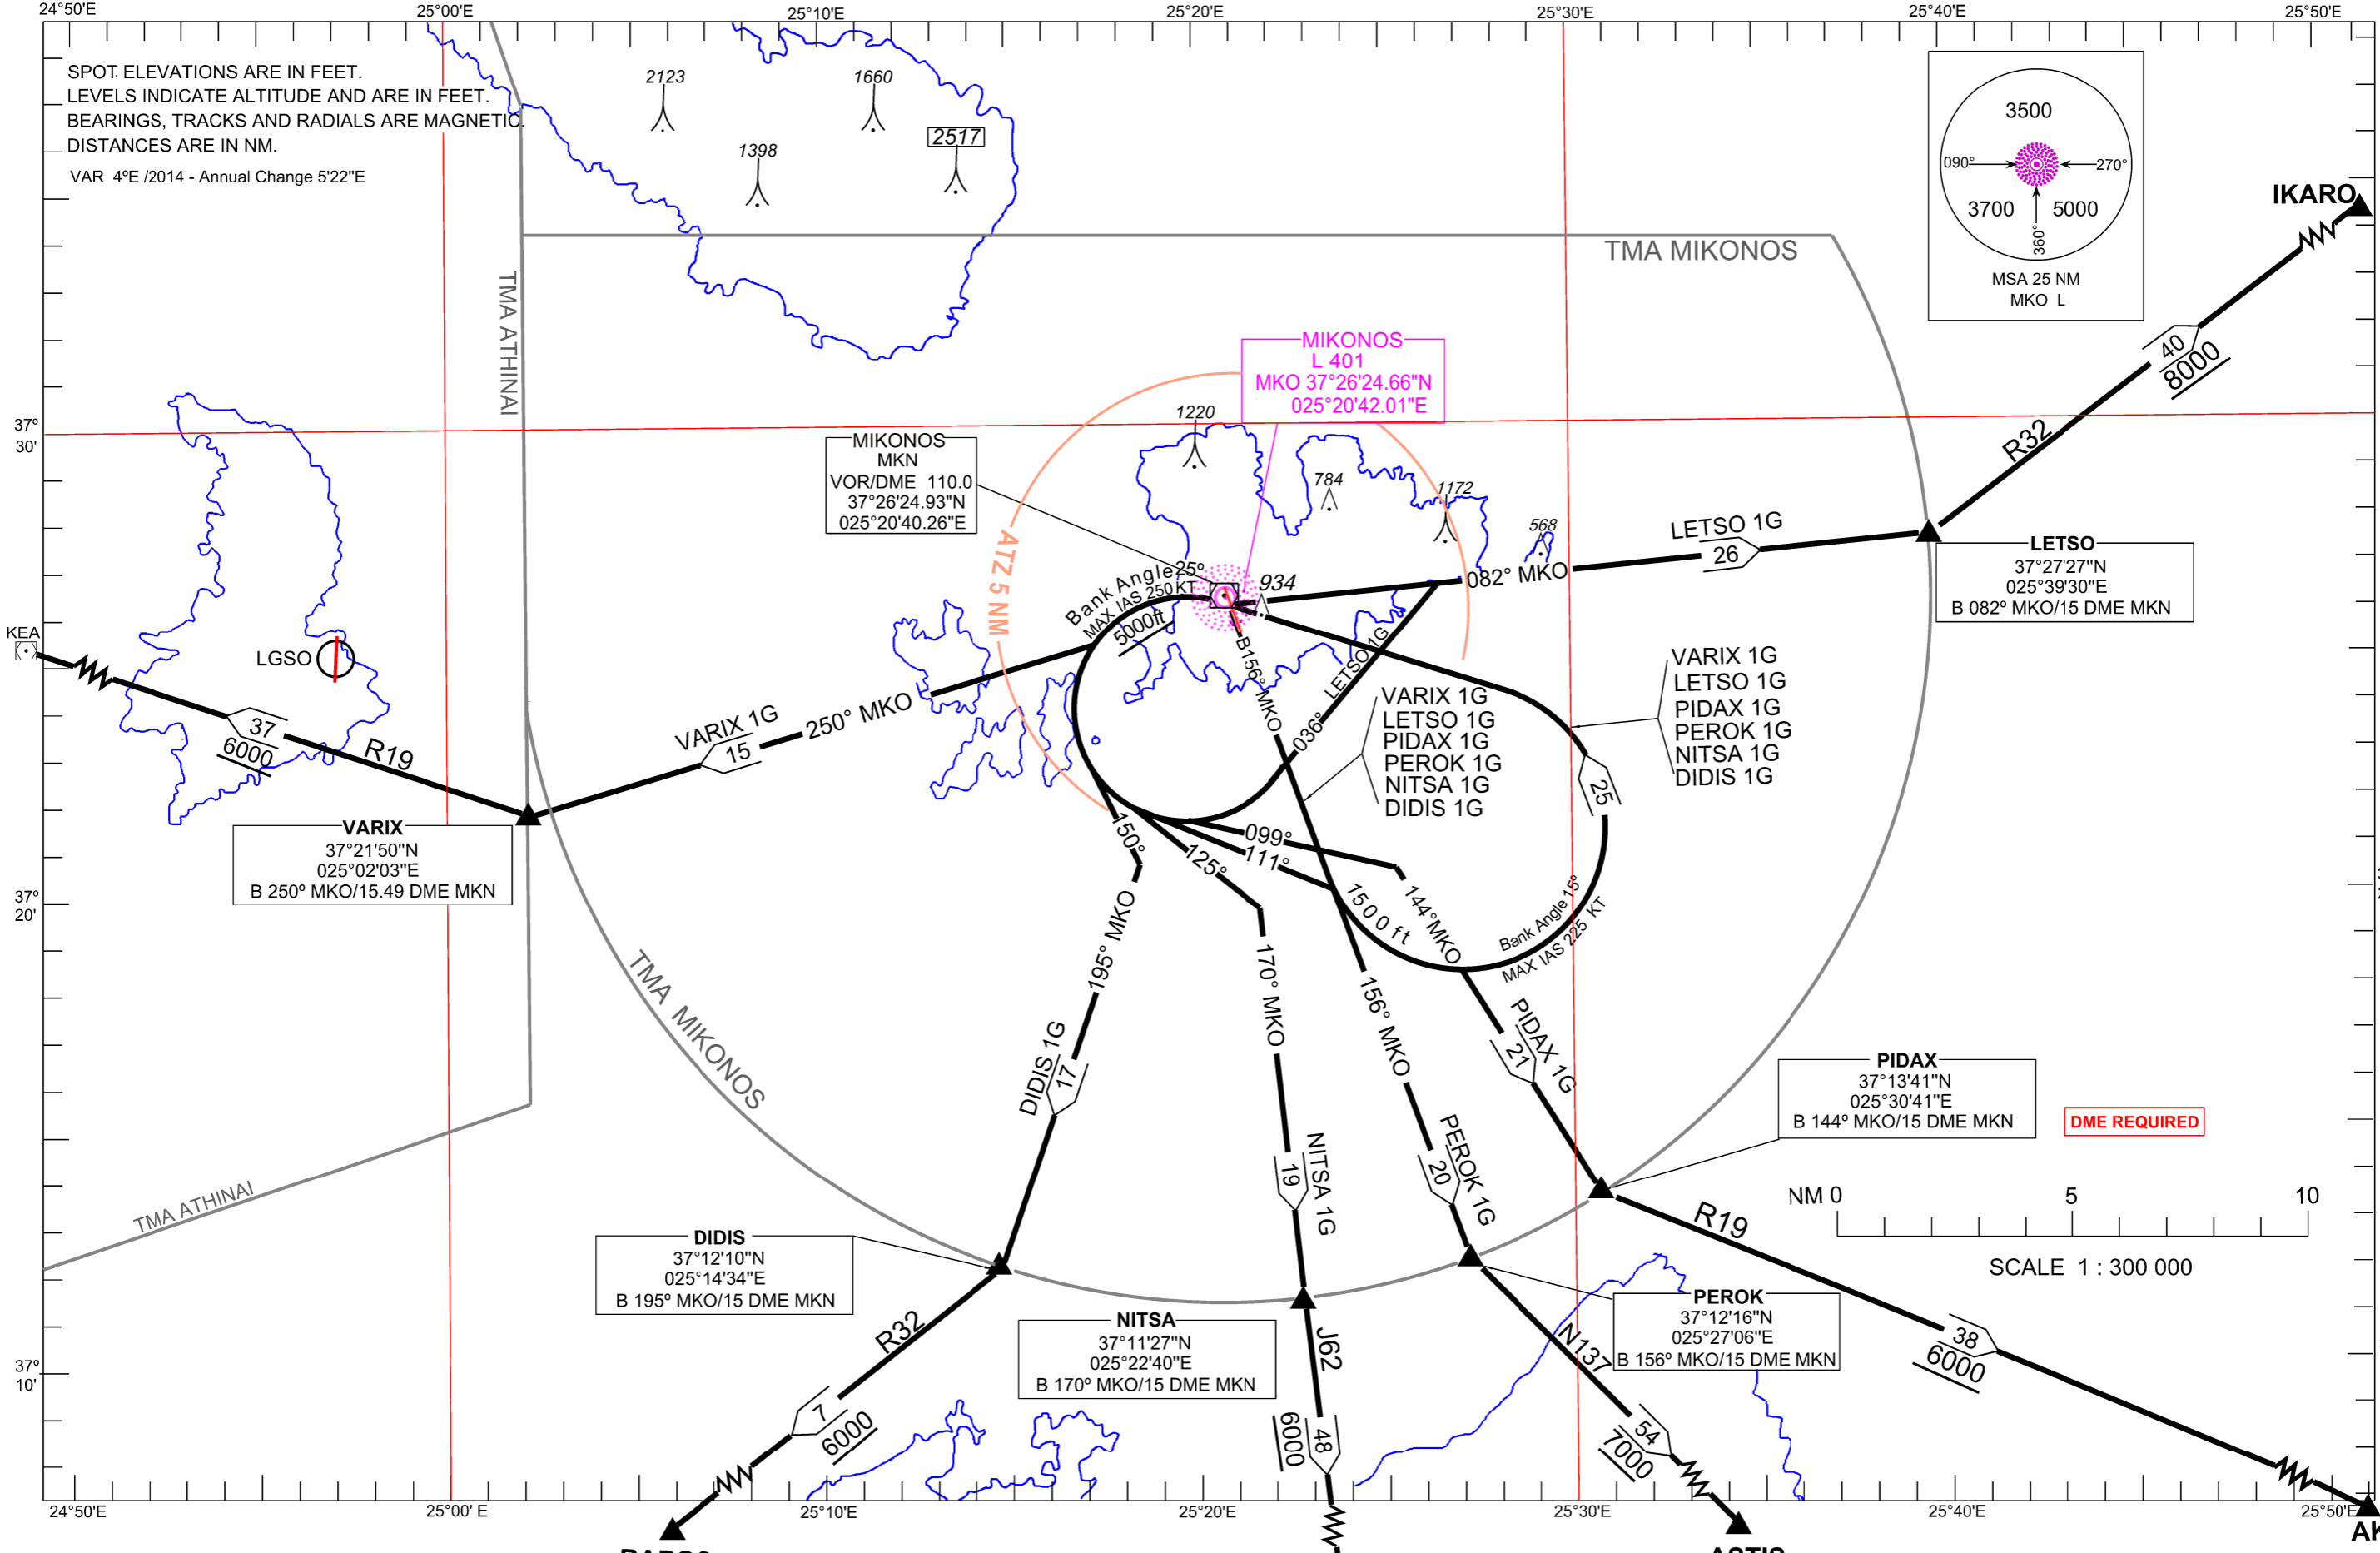 24°50'E
25°00'E
25°10'E
25°20'E
25°30'E
25°40'E
25°50'E
SPOT ELEVATIONS ARE IN FEET.
LEVELS INDICATE ALTITUDE AND ARE IN FEET.
BEARINGS, TRACKS AND RADIALS ARE MAGNETIC.
DISTANCES ARE IN NM.
VAR 4ºE /2014 - Annual Change 5'22"E
2123
1660
1398
2517
3500
090°
270°
3700
5000
360°
MSA 25 NM
MKO L
IKARO
TMA MIKONOS
TMA ATHINAI
40
8000
R32
MIKONOS
L 401
MKO 37°26'24.66"N
025°20'42.01"E
37°
30'
1220
784
1172
568
934
MIKONOS
MKN
VOR/DME 110.0
37°26'24.93"N
025°20'40.26"E
ATZ 5 NM
LETSO 1G
26
082° MKO
LETSO
37°27'27"N
025°39'30"E
B 082º MKO/15 DME MKN
Bank Angle 25º
MAX IAS 250 KT
5000ft
KEA
LGSO
37
6000
R19
VARIX 1G
15
250° MKO
B156° MKO
LETSO 1G
036°
VARIX 1G
LETSO 1G
PIDAX 1G
PEROK 1G
NITSA 1G
DIDIS 1G
VARIX 1G
LETSO 1G
PIDAX 1G
PEROK 1G
NITSA 1G
DIDIS 1G
25
VARIX
37°21'50"N
025°02'03"E
B 250º MKO/15.49 DME MKN
150°
125°
099°
111°
1500 ft
144°MKO
Bank Angle 15°
MAX IAS 225 KT
37º
20'
195° MKO
170° MKO
156° MKO
TMA MIKONOS
DIDIS 1G
17
NITSA 1G
19
PEROK 1G
20
PIDAX 1G
21
PIDAX
37°13'41"N
025°30'41"E
B 144º MKO/15 DME MKN
DME REQUIRED
NM 0
5
10
SCALE 1 : 300 000
TMA ATHINAI
R19
38
6000
DIDIS
37°12'10"N
025°14'34"E
B 195º MKO/15 DME MKN
NITSA
37°11'27"N
025°22'40"E
B 170º MKO/15 DME MKN
PEROK
37°12'16"N
025°27'06"E
B 156º MKO/15 DME MKN
R32
7
6000
J62
6000
48
N137
54
7000
37º
10'
24°50'E
25°00' E
25°10'E
25°20'E
25°30'E
25°40'E
25°50'E